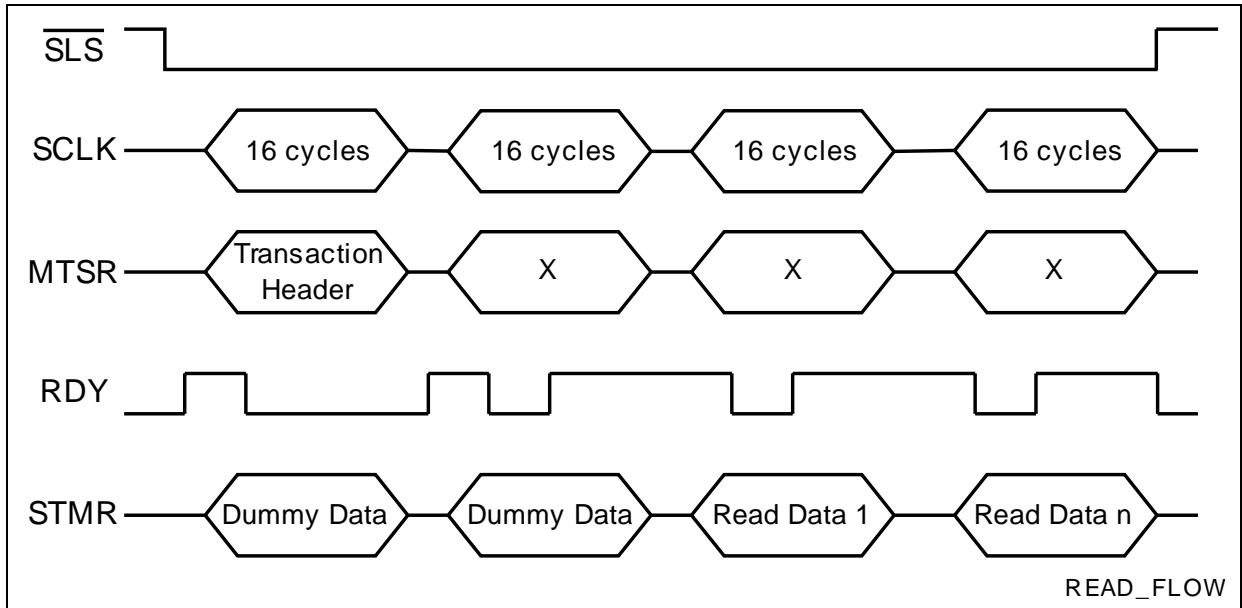 SLS
SCLK 16 cycles 16 cycles 16 cycles 16 cycles
MTSR Transaction Header X X X
RDY
STMR Dummy Data Dummy Data Read Data 1 Read Data n
READ_FLOW